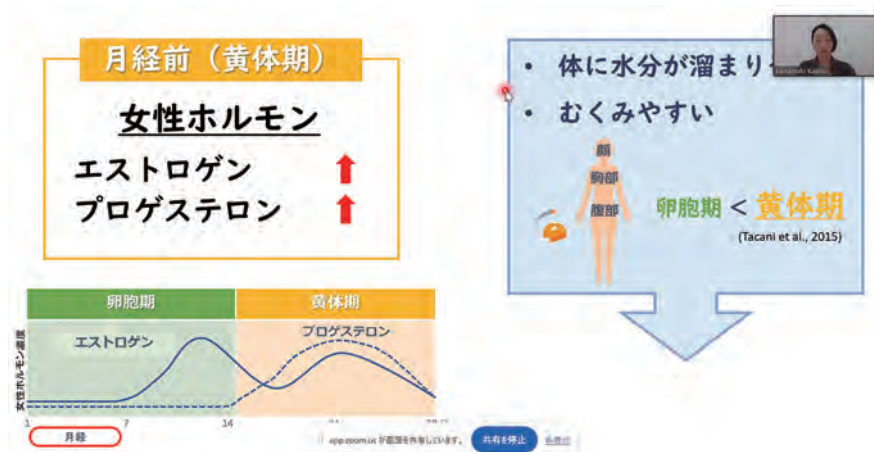 月経前（黄体期）
女性ホルモン
エストロゲン
プロゲステロン
• 体に水分が溜まり
• むくみやすい
顔
胸部
腹部
卵胞期 < 黄体期
(Tacani et al., 2015)
卵胞期
黄体期
女性ホルモン濃度
エストロゲン
プロゲステロン
1
7
14
月経
app.zoom.us が画面を共有しています。
共有を停止